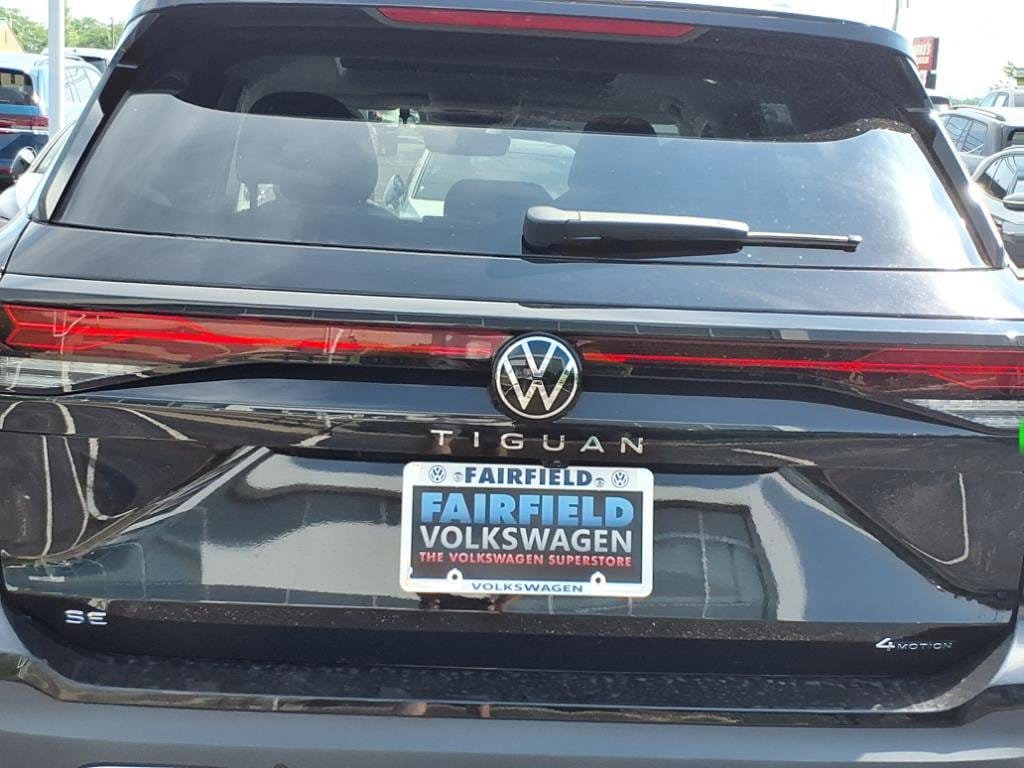 TIGUAN
FAIRFIELD
FAIRFIELD
VOLKSWAGEN
THE VOLKSWAGEN SUPERSTORE
VOLKSWAGEN
SE
4MOTION